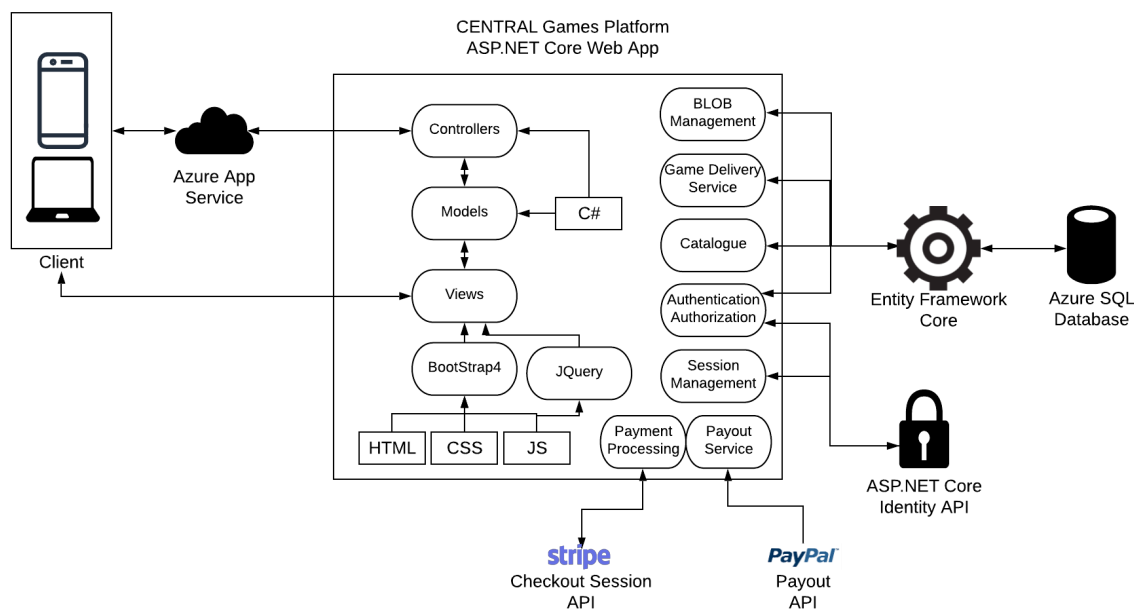 CENTRAL Games Platform
ASP.NET Core Web App
Client
Azure App
Service
Controllers
Models
Views
C#
BootStrap4
JQuery
HTML
CSS
JS
BLOB
Management
Game Delivery
Service
Catalogue
Authentication
Authorization
Session
Management
Payment
Processing
Payout
Service
Entity Framework
Core
Azure SQL
Database
ASP.NET Core
Identity API
stripe
Checkout Session
API
PayPal
Payout
API